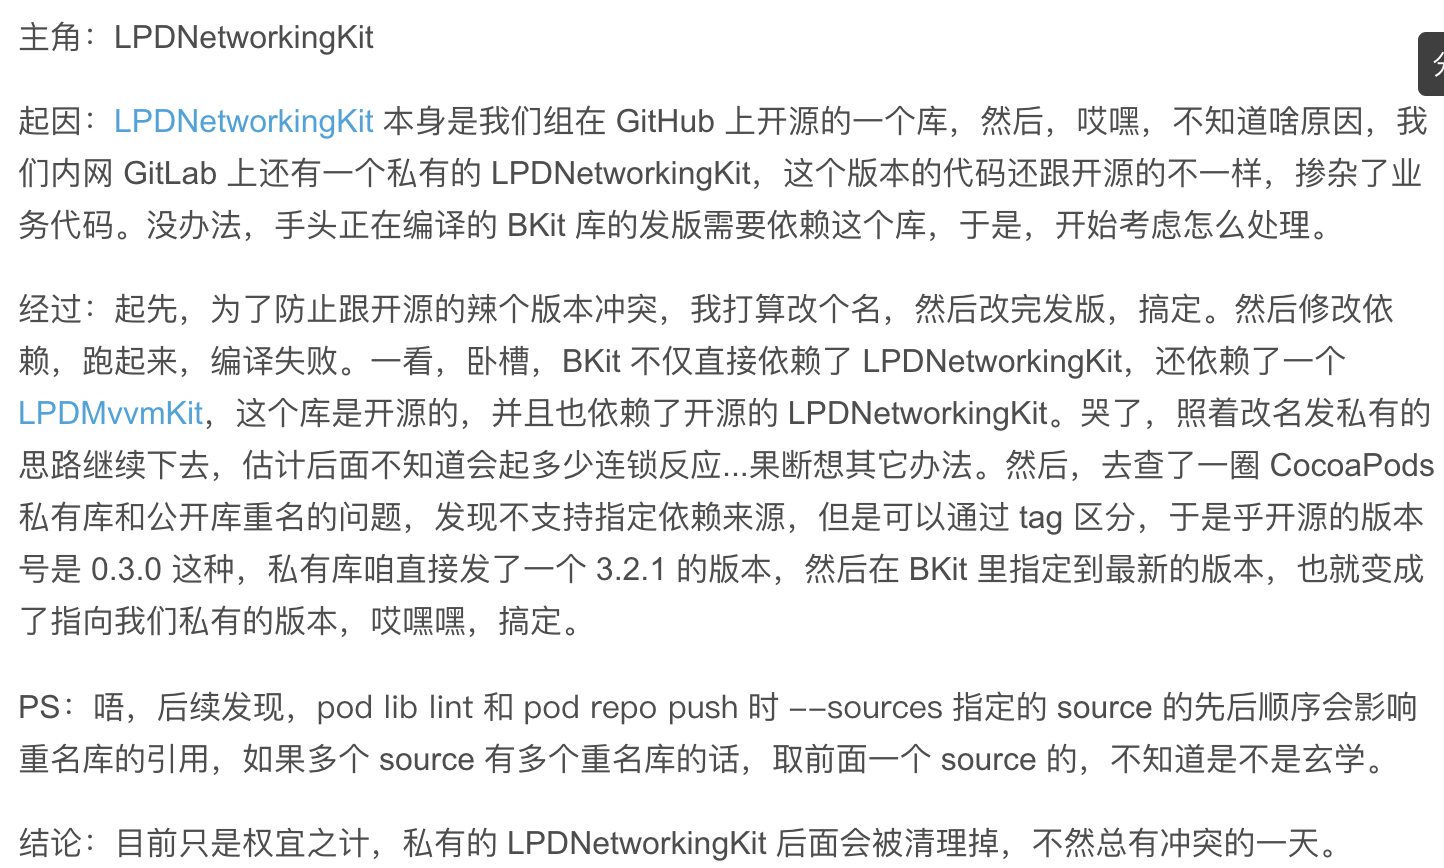 主角：LPDNetworkingKit
起因：LPDNetworkingKit 本身是我们组在 GitHub 上开源的一个库，然后，哎嘿，不知道啥原因，我
们内网 GitLab 上还有一个私有的 LPDNetworkingKit，这个版本的代码还跟开源的不一样，掺杂了业
务代码。没办法，手头正在编译的 BKit 库的发版需要依赖这个库，于是，开始考虑怎么处理。
经过：起先，为了防止跟开源的辣个版本冲突，我打算改个名，然后改完发版，搞定。然后修改依
赖，跑起来，编译失败。一看，卧槽，BKit 不仅直接依赖了 LPDNetworkingKit，还依赖了一个
LPDMvvmKit，这个库是开源的，并且也依赖了开源的 LPDNetworkingKit。哭了，照着改名发私有的
思路继续下去，估计后面不知道会起多少连锁反应...果断想其它办法。然后，去查了一圈 CocoaPods
私有库和公开库重名的问题，发现不支持指定依赖来源，但是可以通过 tag 区分，于是乎开源的版本
号是 0.3.0 这种，私有库咱直接发了一个 3.2.1 的版本，然后在 BKit 里指定到最新的版本，也就变成
了指向我们私有的版本，哎嘿嘿，搞定。
PS：唔，后续发现，pod lib lint 和 pod repo push 时 --sources 指定的 source 的先后顺序会影响
重名库的引用，如果多个 source 有多个重名库的话，取前面一个 source 的，不知道是不是玄学。
结论：目前只是权宜之计，私有的 LPDNetworkingKit 后面会被清理掉，不然总有冲突的一天。